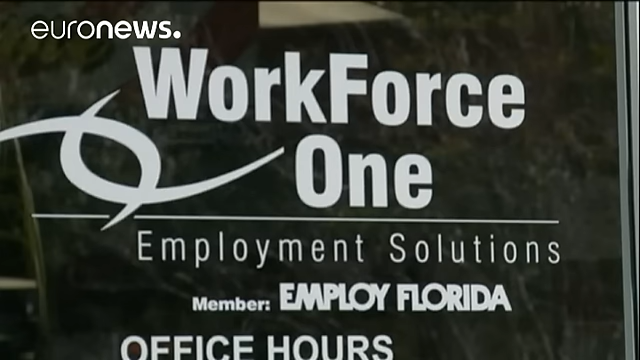 euronews.
WorkForce
One
Employment Solutions
Member: EMPLOY FLORIDA
OFFICE HOURS